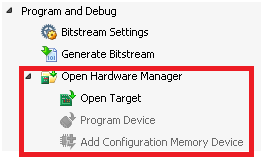 Program and Debug
Bitstream Settings
Generate Bitstream
Open Hardware Manager
Open Target
Program Device
Add Configuration Memory Device